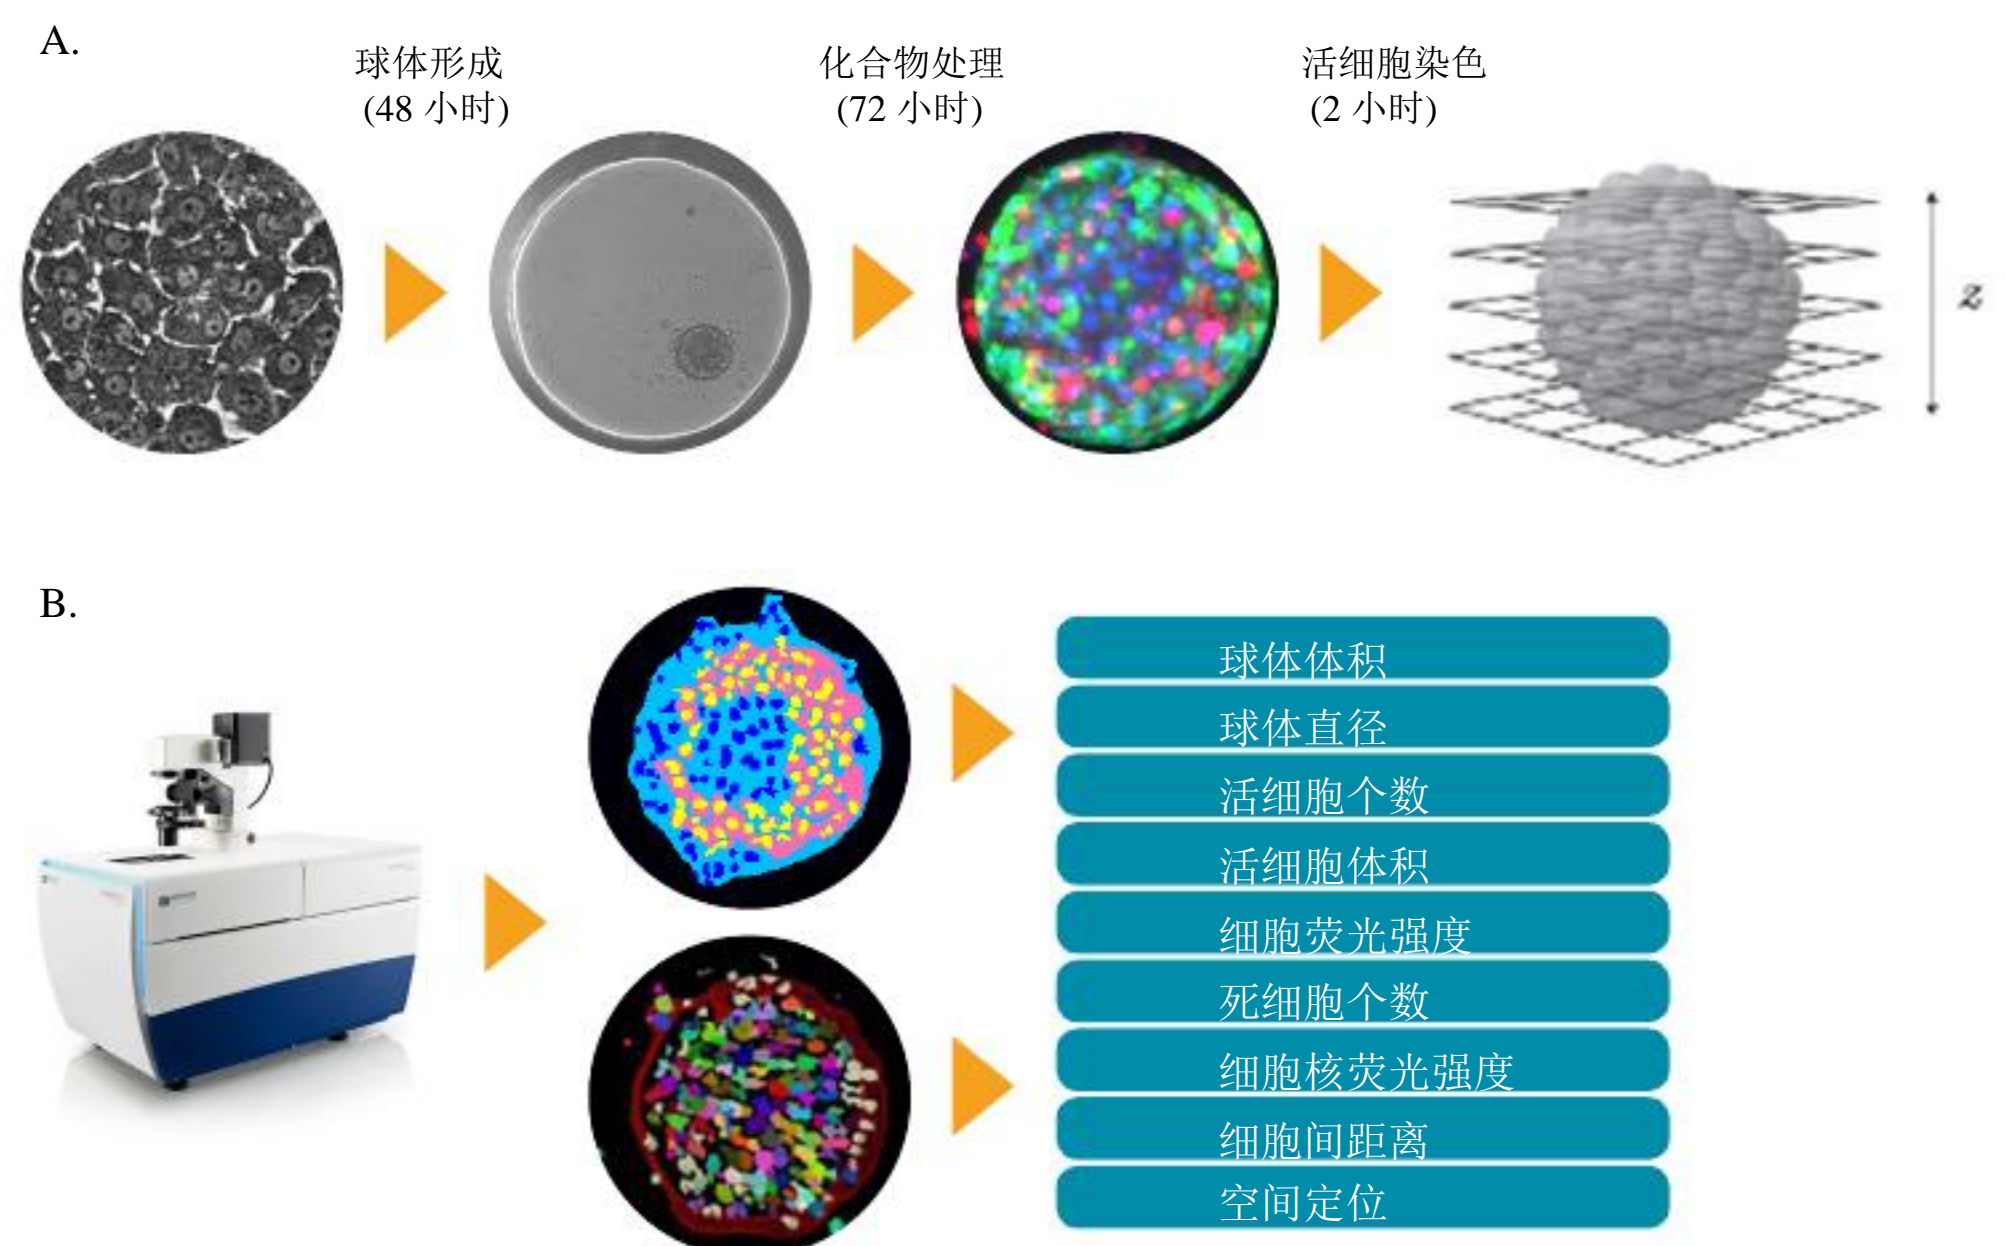 A.
球体形成
(48 小时)
化合物处理
(72 小时)
活细胞染色
(2 小时)
z
B.
球体体积
球体直径
活细胞个数
活细胞体积
细胞荧光强度
死细胞个数
细胞核荧光强度
细胞间距离
空间定位